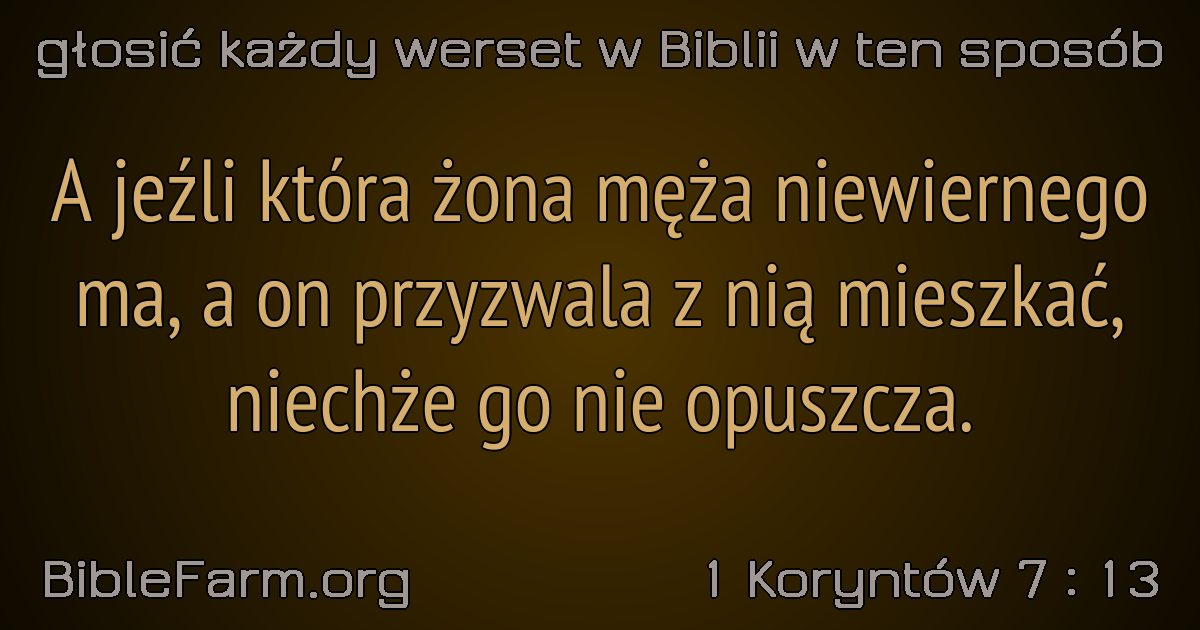 głosić każdy werset w Biblii w ten sposób
A jeźli która żona męża niewiernego
ma, a on przyzwala z nią mieszkać,
niechże go nie opuszcza.
BibleFarm.org
1 Koryntów 7 : 13